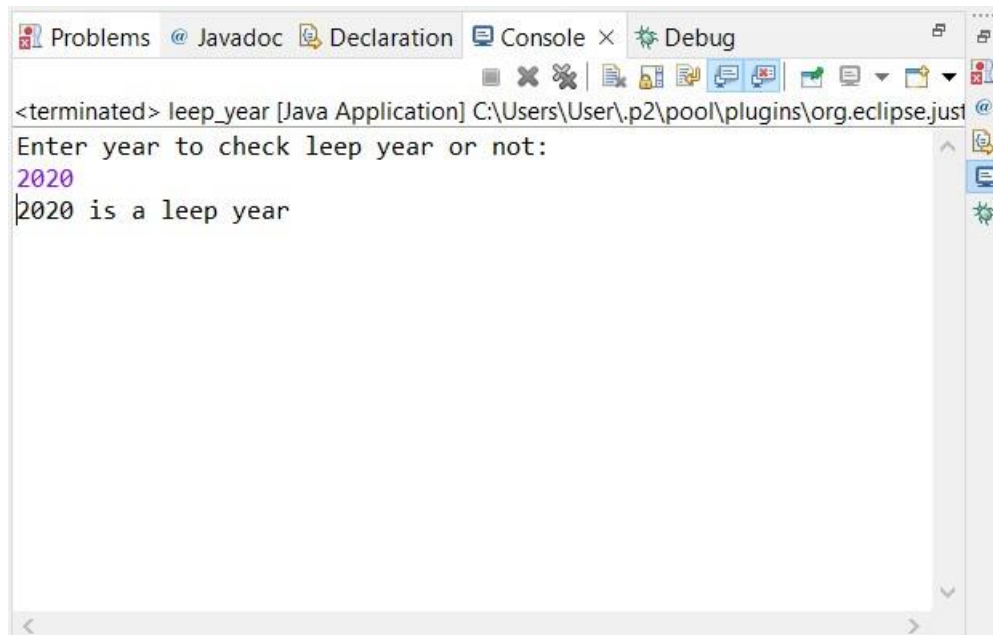 Problems @ Javadoc Declaration Console Debug
<terminated> leep_year [Java Application] C:\Users\User\.p2\pool\plugins\org.eclipse.just
Enter year to check leep year or not:
2020
2020 is a leep year